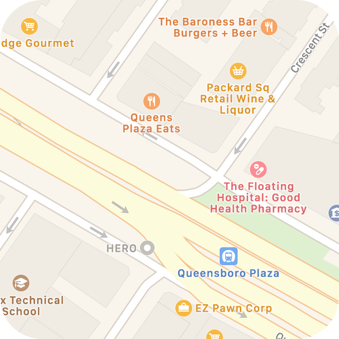 The Baroness Bar
Burgers + Beer
Crescent St
dge Gourmet
Packard Sq
Retail Wine &
Liquor
Queens
Plaza Eats
The Floating
Hospital: Good
Health Pharmacy
HERO
Queensboro Plaza
x Technical
School
EZ Pawn Corp